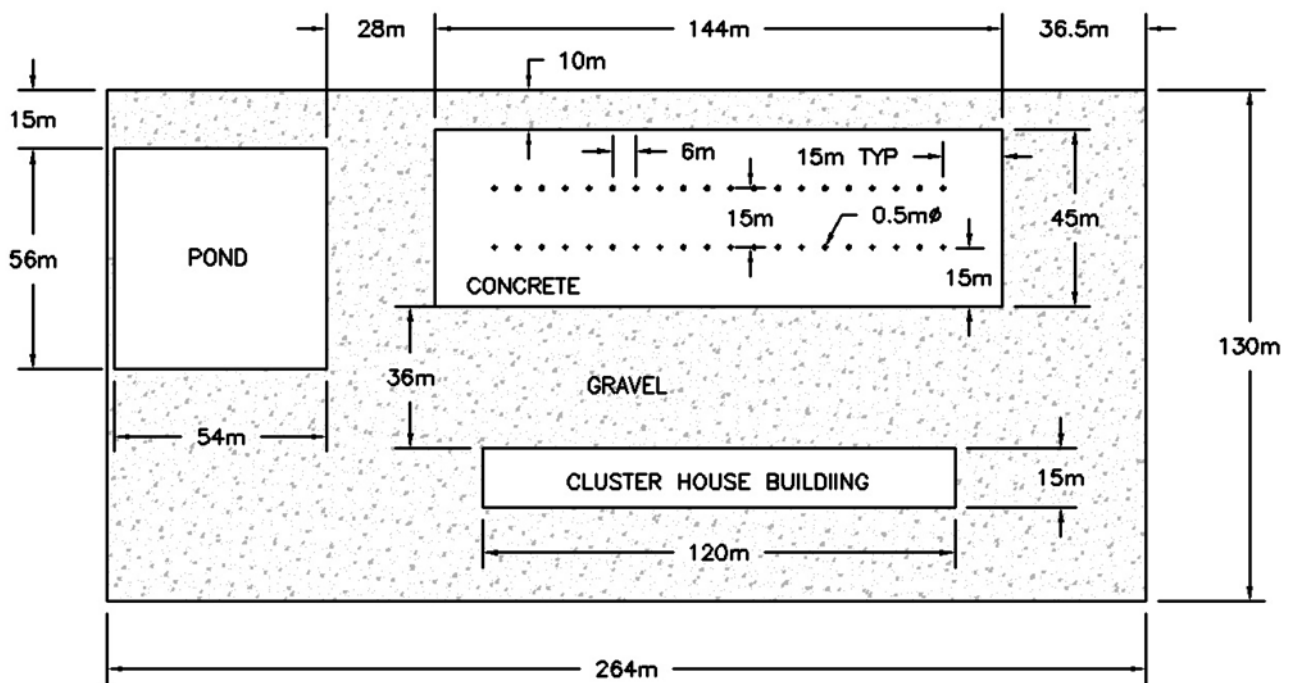 28m
144m
36.5m
10m
15m
6m
15m TYP
15m
0.5mø
45m
56m
POND
15m
CONCRETE
36m
GRAVEL
130m
54m
CLUSTER HOUSE BUILDIING
15m
120m
264m